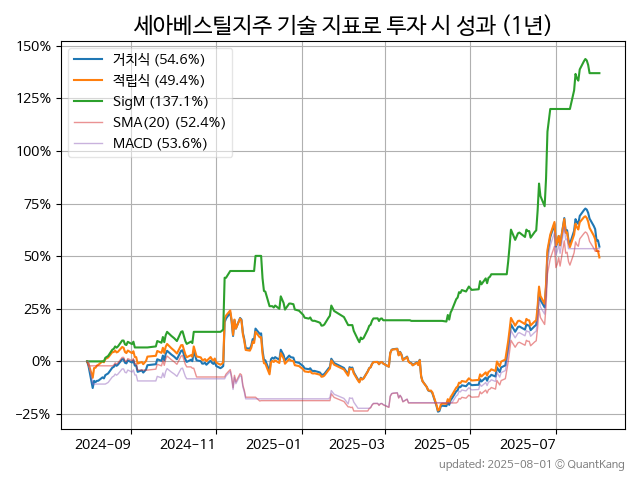 세아베스틸지주 기술 지표로 투자 시 성과 (1년)
150%
125%
100%
75%
50%
25%
0%
−25%
거치식 (54.6%)
적립식 (49.4%)
SigM (137.1%)
SMA(20) (52.4%)
MACD (53.6%)
2024−09 2024−11 2025−01 2025−03 2025−05 2025−07
updated: 2025-08-01 © QuantKang